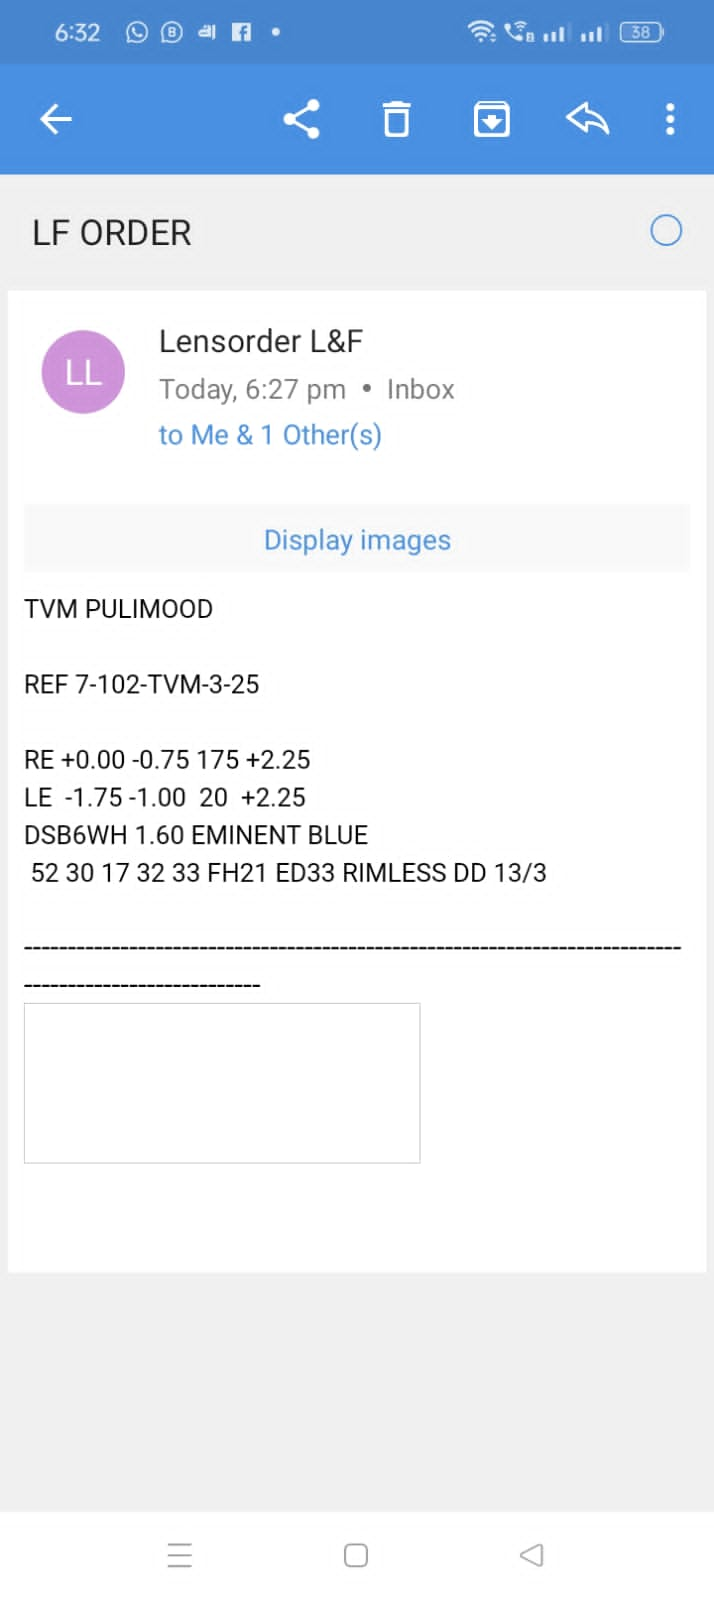 6:32
38
LF ORDER
LL
Lensorder L&F
Today, 6:27 pm • Inbox
to Me & 1 Other(s)
Display images
TVM PULIMOOD
REF 7-102-TVM-3-25
RE +0.00 -0.75 175 +2.25
LE -1.75 -1.00 20 +2.25
DSB6WH 1.60 EMINENT BLUE
52 30 17 32 33 FH21 ED33 RIMLESS DD 13/3